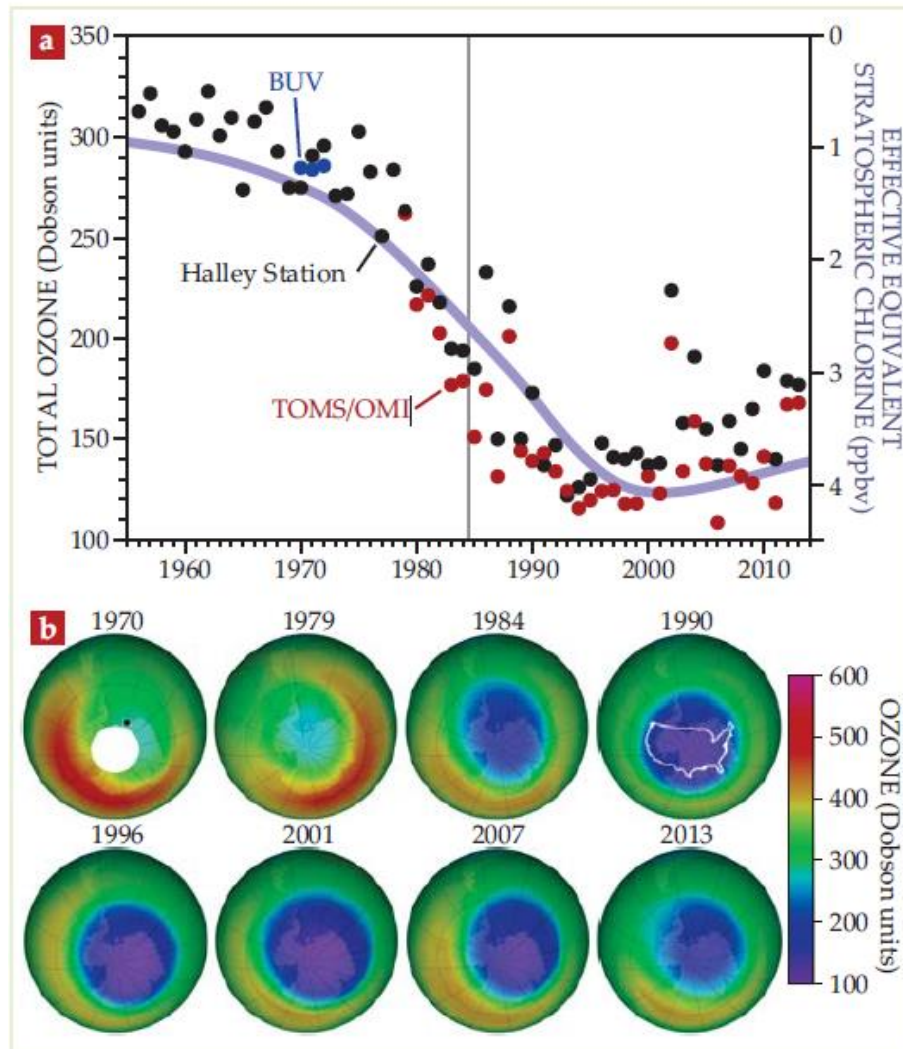 a
350
300
250
200
150
100
TOTAL OZONE (Dobson units)
BUV
Halley Station
TOMS/OMI
0
1
2
3
4
EFFECTIVE EQUIVALENT
STRATOSPHERIC CHLORINE (ppbv)
1960 1970 1980 1990 2000 2010
b
1970 1979 1984 1990
1996 2001 2007 2013
600
500
400
300
200
100
OZONE (Dobson units)